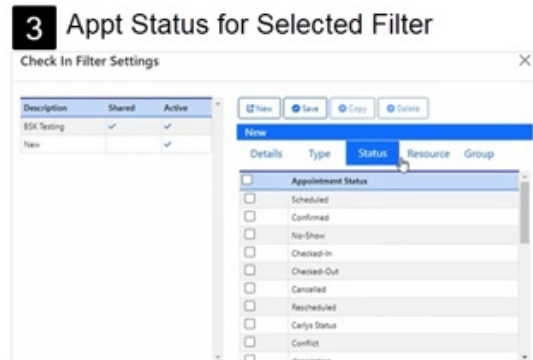 3 Appt Status for Selected Filter
Check In Filter Settings
Description Shared Active
BSK Testing
New
New Save Copy Delete
New
Details Type Status Resource Group
Appointment Status
Scheduled
Confirmed
No-Show
Checked-In
Checked-Out
Cancelled
Rescheduled
Carlys Status
Conflict